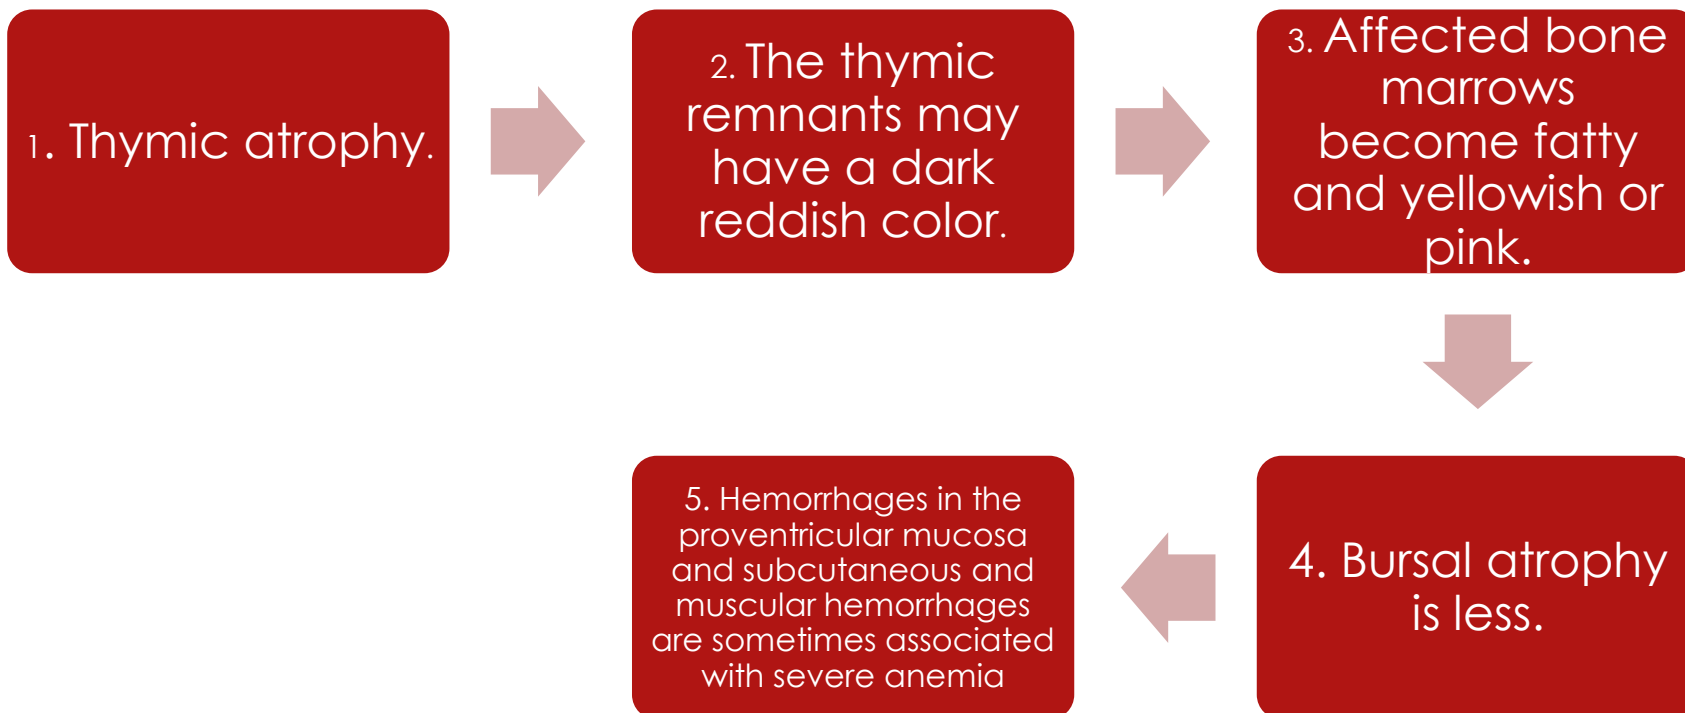 1. Thymic atrophy.
2. The thymic
remnants may
have a dark
reddish color.
3. Affected bone
marrows
become fatty
and yellowish or
pink.
4. Bursal atrophy
is less.
5. Hemorrhages in the
proventricular mucosa
and subcutaneous and
muscular hemorrhages
are sometimes associated
with severe anemia